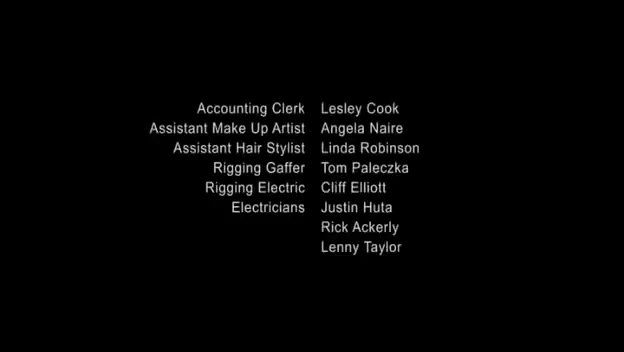 Accounting Clerk Lesley Cook
Assistant Make Up Artist Angela Naire
Assistant Hair Stylist Linda Robinson
Rigging Gaffer Tom Paleczka
Rigging Electric Cliff Elliott
Electricians Justin Huta
Rick Ackerly
Lenny Taylor